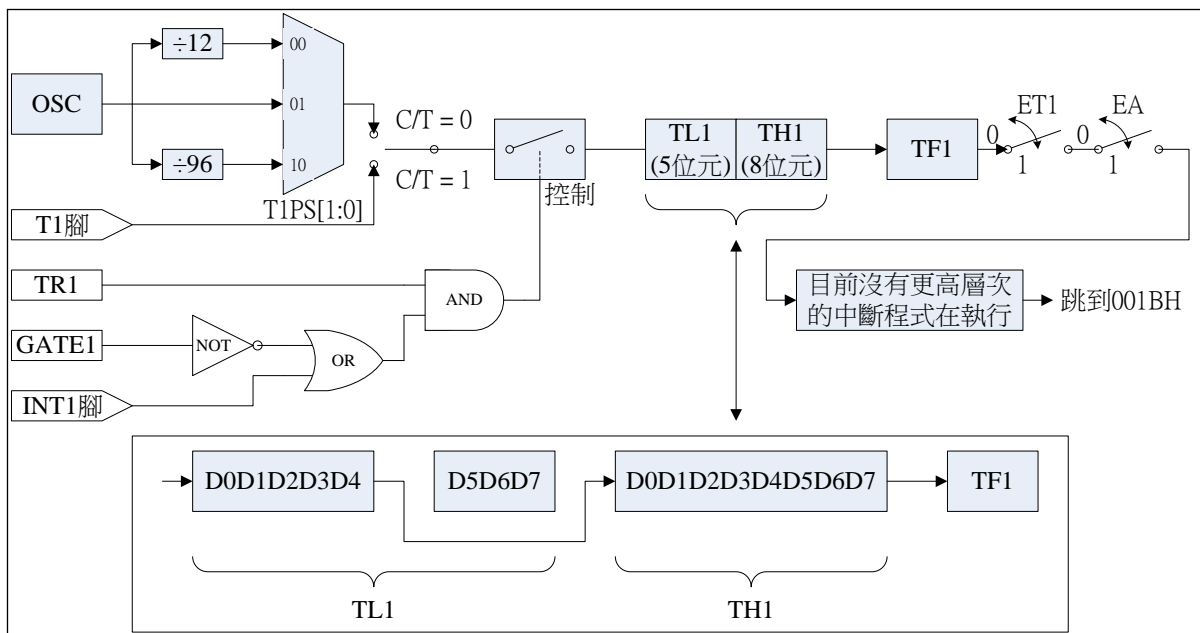 OSC
÷12
÷96
00
01
10
T1PS[1:0]
C/T = 0
C/T = 1
控制
TL1
(5位元)
TH1
(8位元)
TF1
0
ET1
1
0
EA
1
T1腳
TR1
GATE1
INT1腳
NOT
OR
AND
目前沒有更高層次
的中斷程式在執行
跳到001BH
D0D1D2D3D4
D5D6D7
D0D1D2D3D4D5D6D7
TF1
TL1
TH1